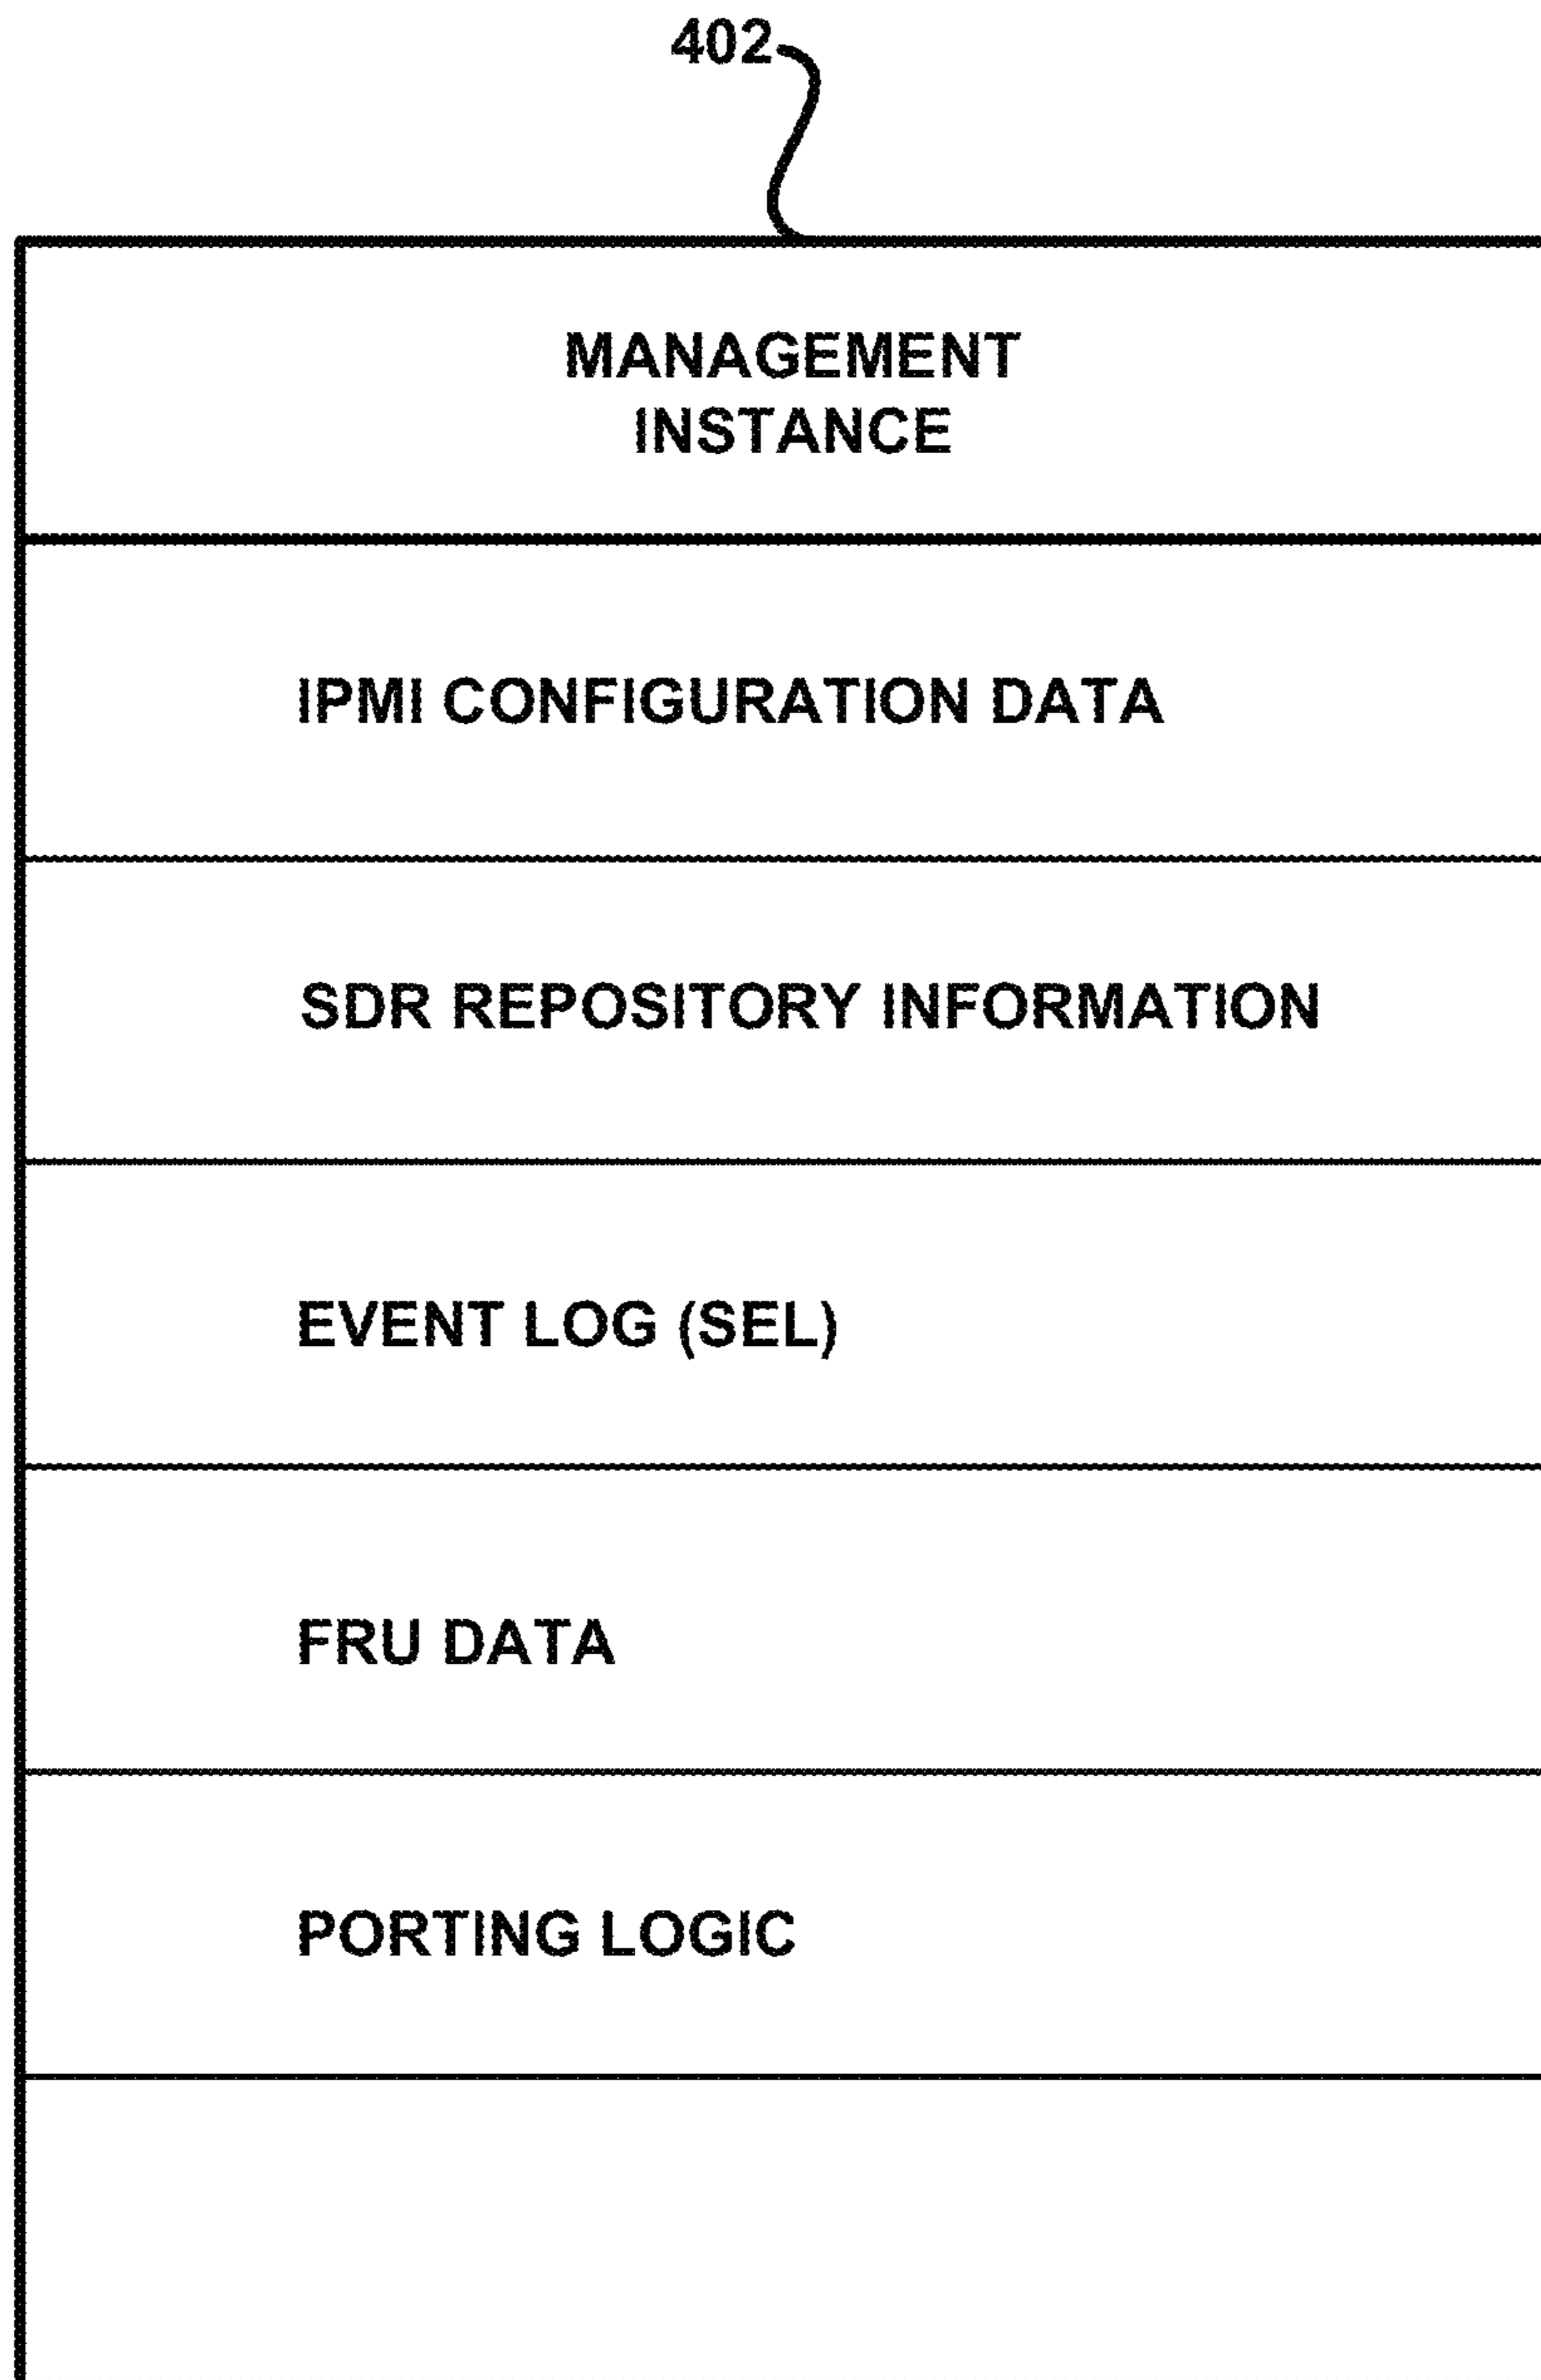 402
MANAGEMENT
INSTANCE
IPMI CONFIGURATION DATA
SDR REPOSITORY INFORMATION
EVENT LOG (SEL)
FRU DATA
PORTING LOGIC